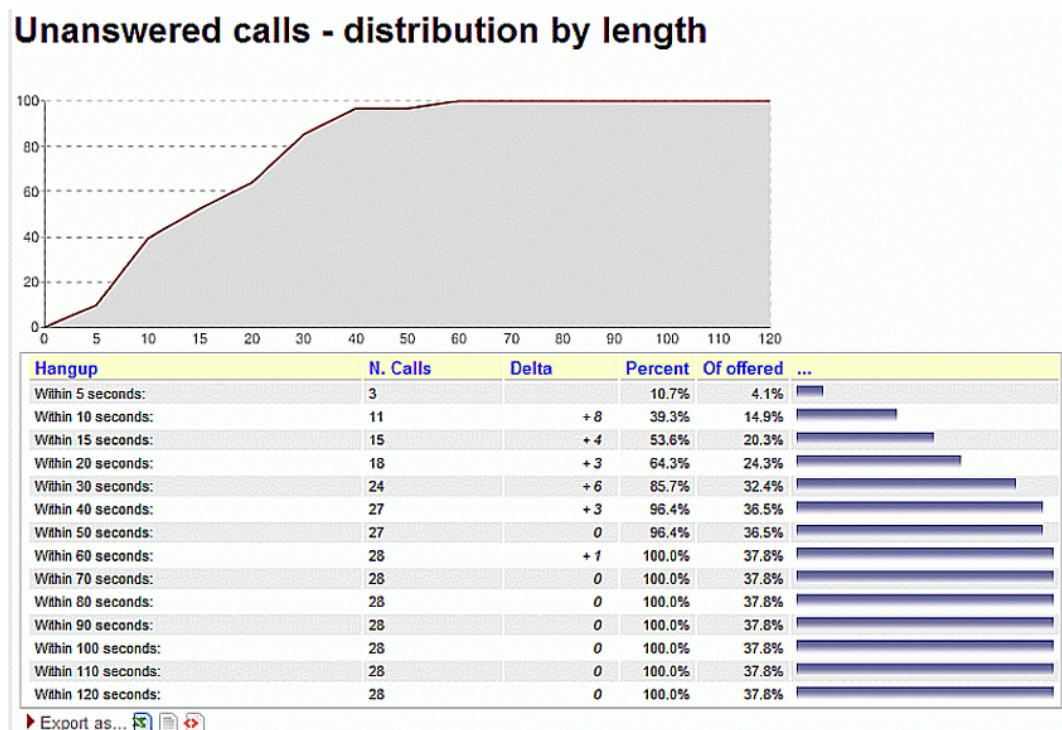 Unanswered calls - distribution by length
100
80
60
40
20
0
0 5 10 15 20 30 40 50 60 70 80 90 100 110 120
Hangup N. Calls Delta Percent Of offered ...
Within 5 seconds: 3 10.7% 4.1%
Within 10 seconds: 11 + 8 39.3% 14.9%
Within 15 seconds: 15 + 4 53.6% 20.3%
Within 20 seconds: 18 + 3 64.3% 24.3%
Within 30 seconds: 24 + 6 85.7% 32.4%
Within 40 seconds: 27 + 3 96.4% 36.5%
Within 50 seconds: 27 0 96.4% 36.5%
Within 60 seconds: 28 + 1 100.0% 37.8%
Within 70 seconds: 28 0 100.0% 37.8%
Within 80 seconds: 28 0 100.0% 37.8%
Within 90 seconds: 28 0 100.0% 37.8%
Within 100 seconds: 28 0 100.0% 37.8%
Within 110 seconds: 28 0 100.0% 37.8%
Within 120 seconds: 28 0 100.0% 37.8%
Export as...